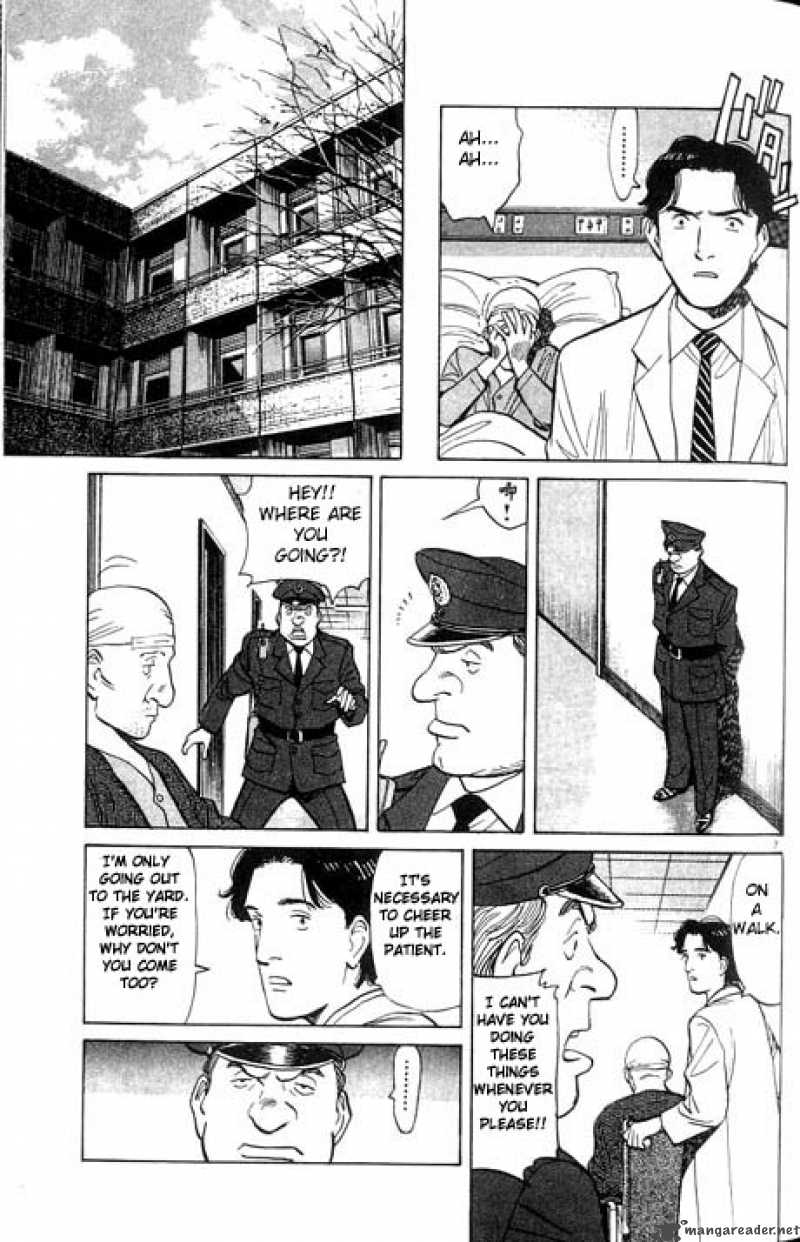 .........
AH...
AH...
!
HEY!!
WHERE ARE
YOU
GOING?!
7
ON
A
WALK.
I CAN'T
HAVE YOU
DOING
THESE
THINGS
WHENEVER
YOU
PLEASE!!
IT'S
NECESSARY
TO CHEER
UP THE
PATIENT.
I'M ONLY
GOING OUT
TO THE YARD.
IF YOU'RE
WORRIED,
WHY DON'T
YOU COME
TOO?
.........
mangareader.net